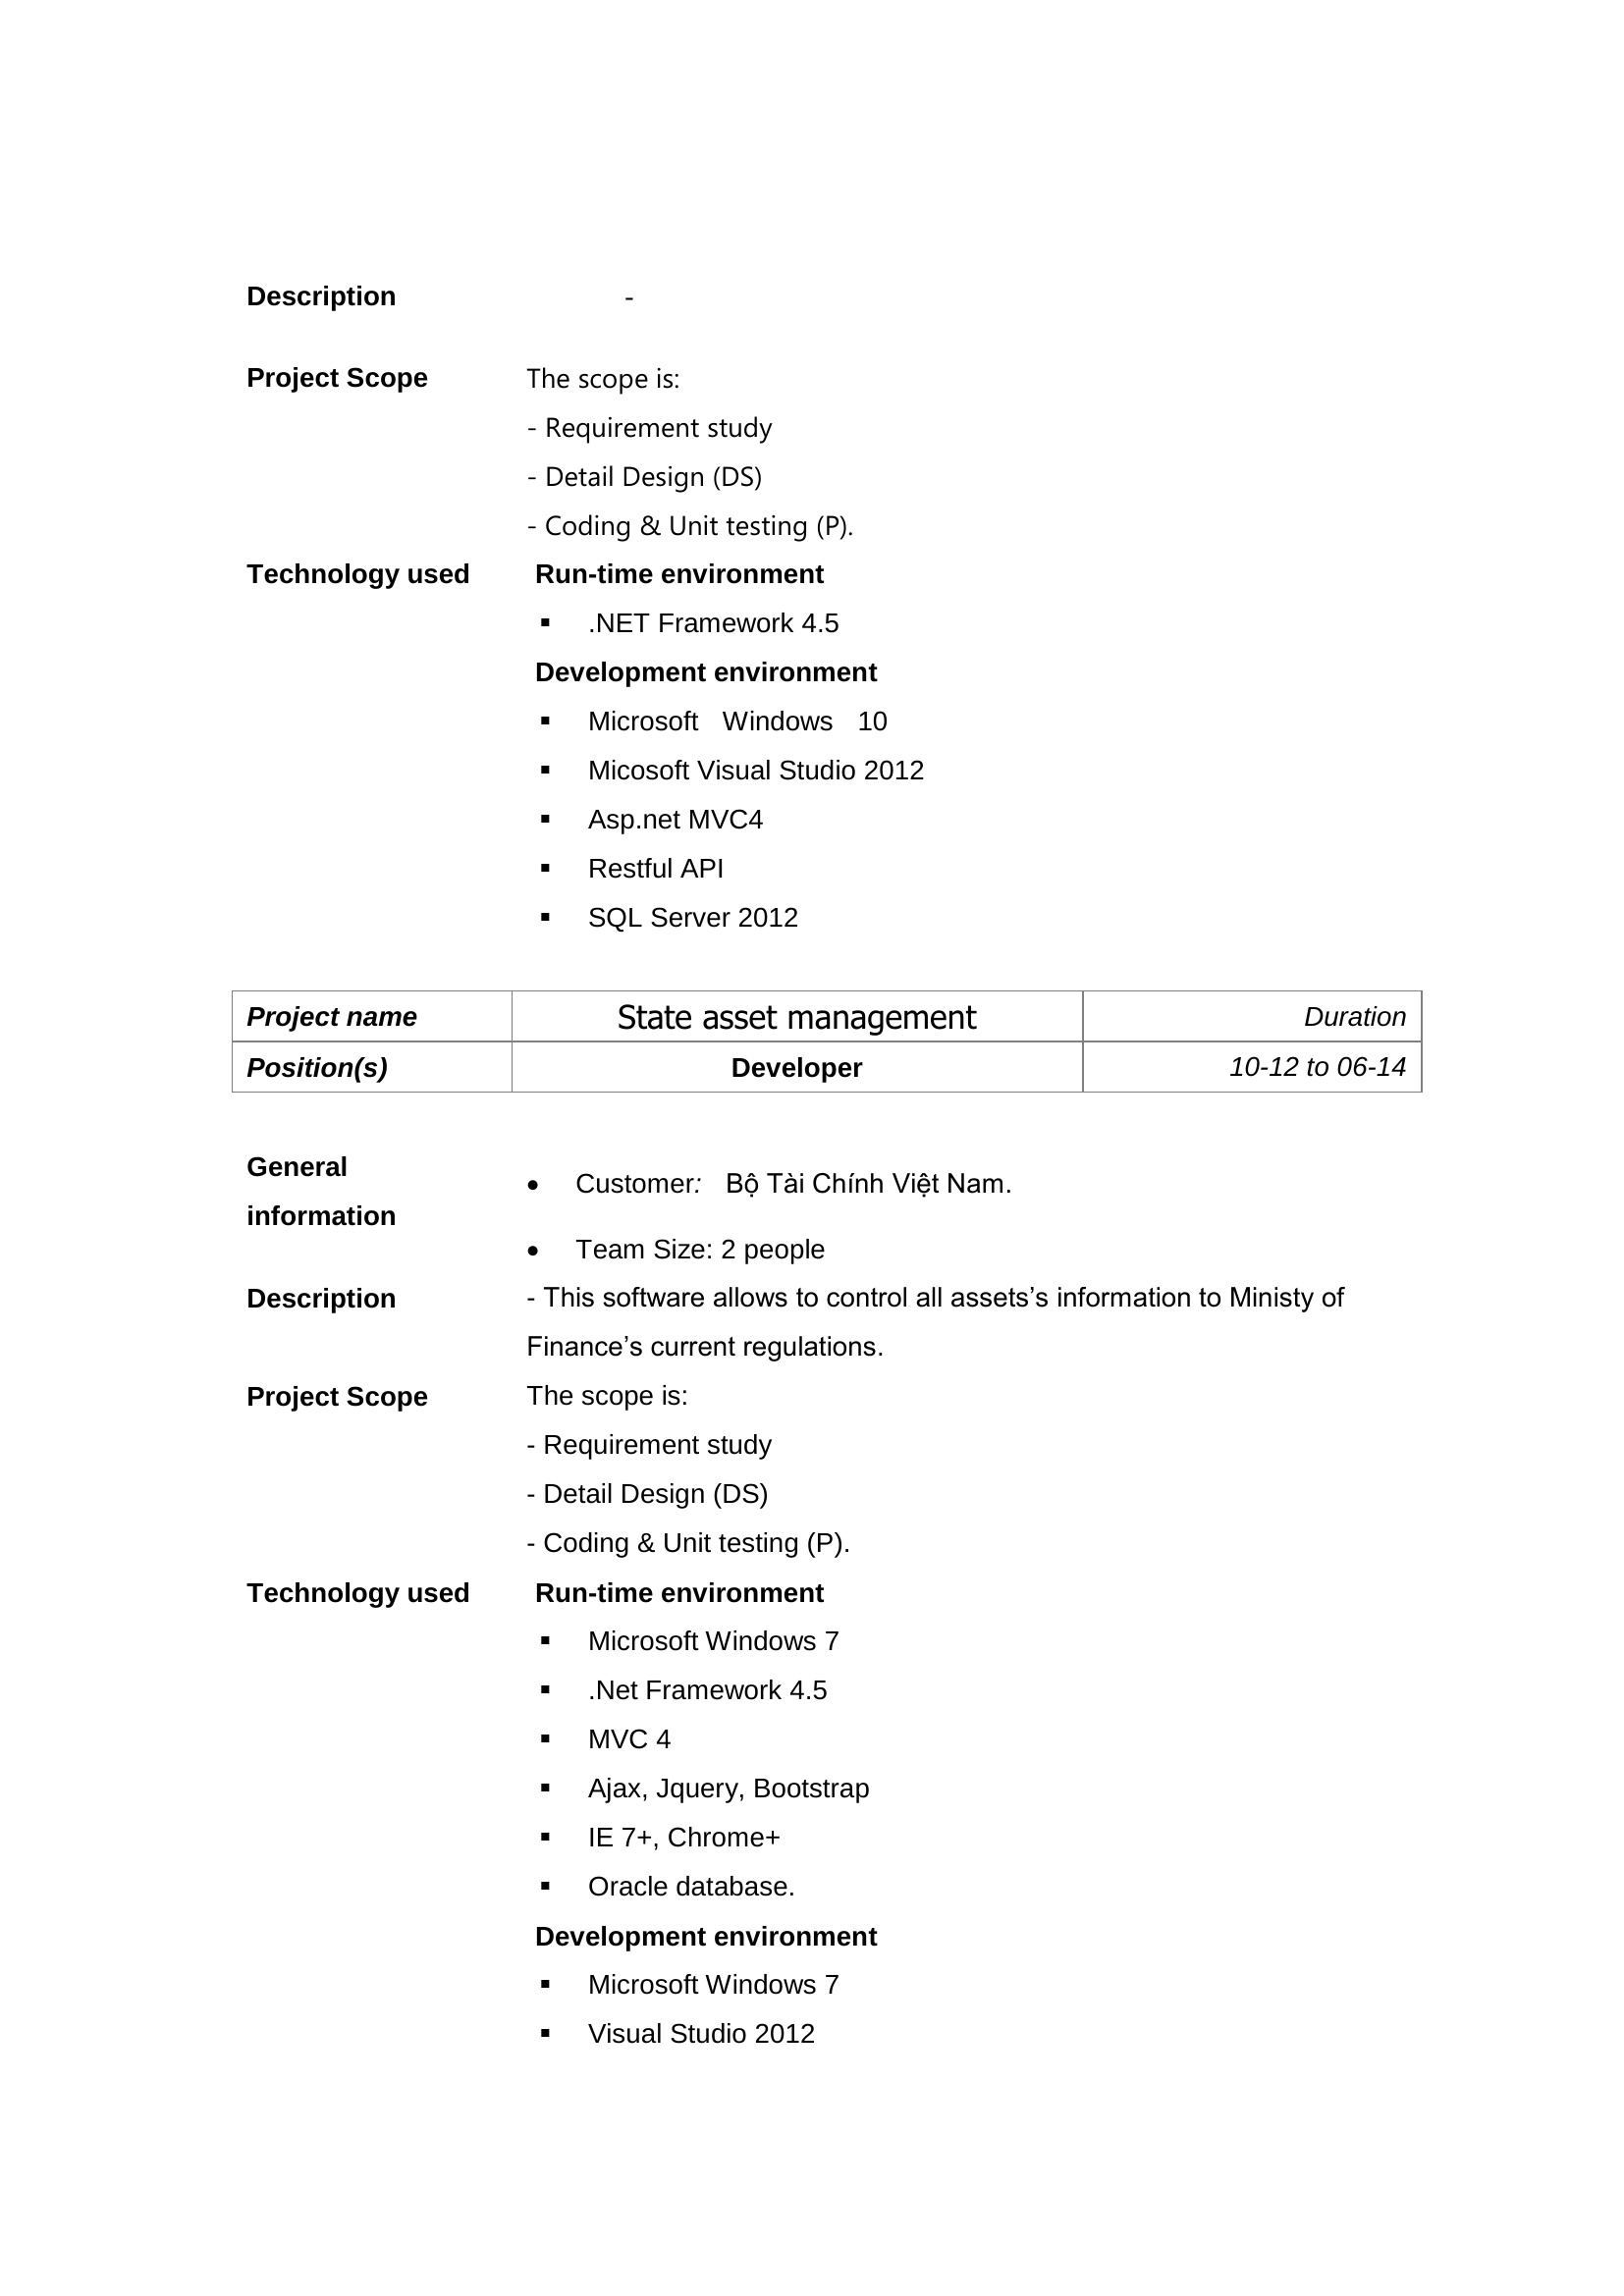 Description -
Project Scope The scope is:
- Requirement study
- Detail Design (DS)
- Coding & Unit testing (P).
Technology used Run-time environment
▪ .NET Framework 4.5
Development environment
▪ Microsoft Windows 10
▪ Micosoft Visual Studio 2012
▪ Asp.net MVC4
▪ Restful API
▪ SQL Server 2012
Project name State asset management Duration
Position(s) Developer 10-12 to 06-14
General
information
• Customer: Bộ Tài Chính Việt Nam.
• Team Size: 2 people
Description - This software allows to control all assets’s information to Ministy of
Finance’s current regulations.
Project Scope The scope is:
- Requirement study
- Detail Design (DS)
- Coding & Unit testing (P).
Technology used Run-time environment
▪ Microsoft Windows 7
▪ .Net Framework 4.5
▪ MVC 4
▪ Ajax, Jquery, Bootstrap
▪ IE 7+, Chrome+
▪ Oracle database.
Development environment
▪ Microsoft Windows 7
▪ Visual Studio 2012